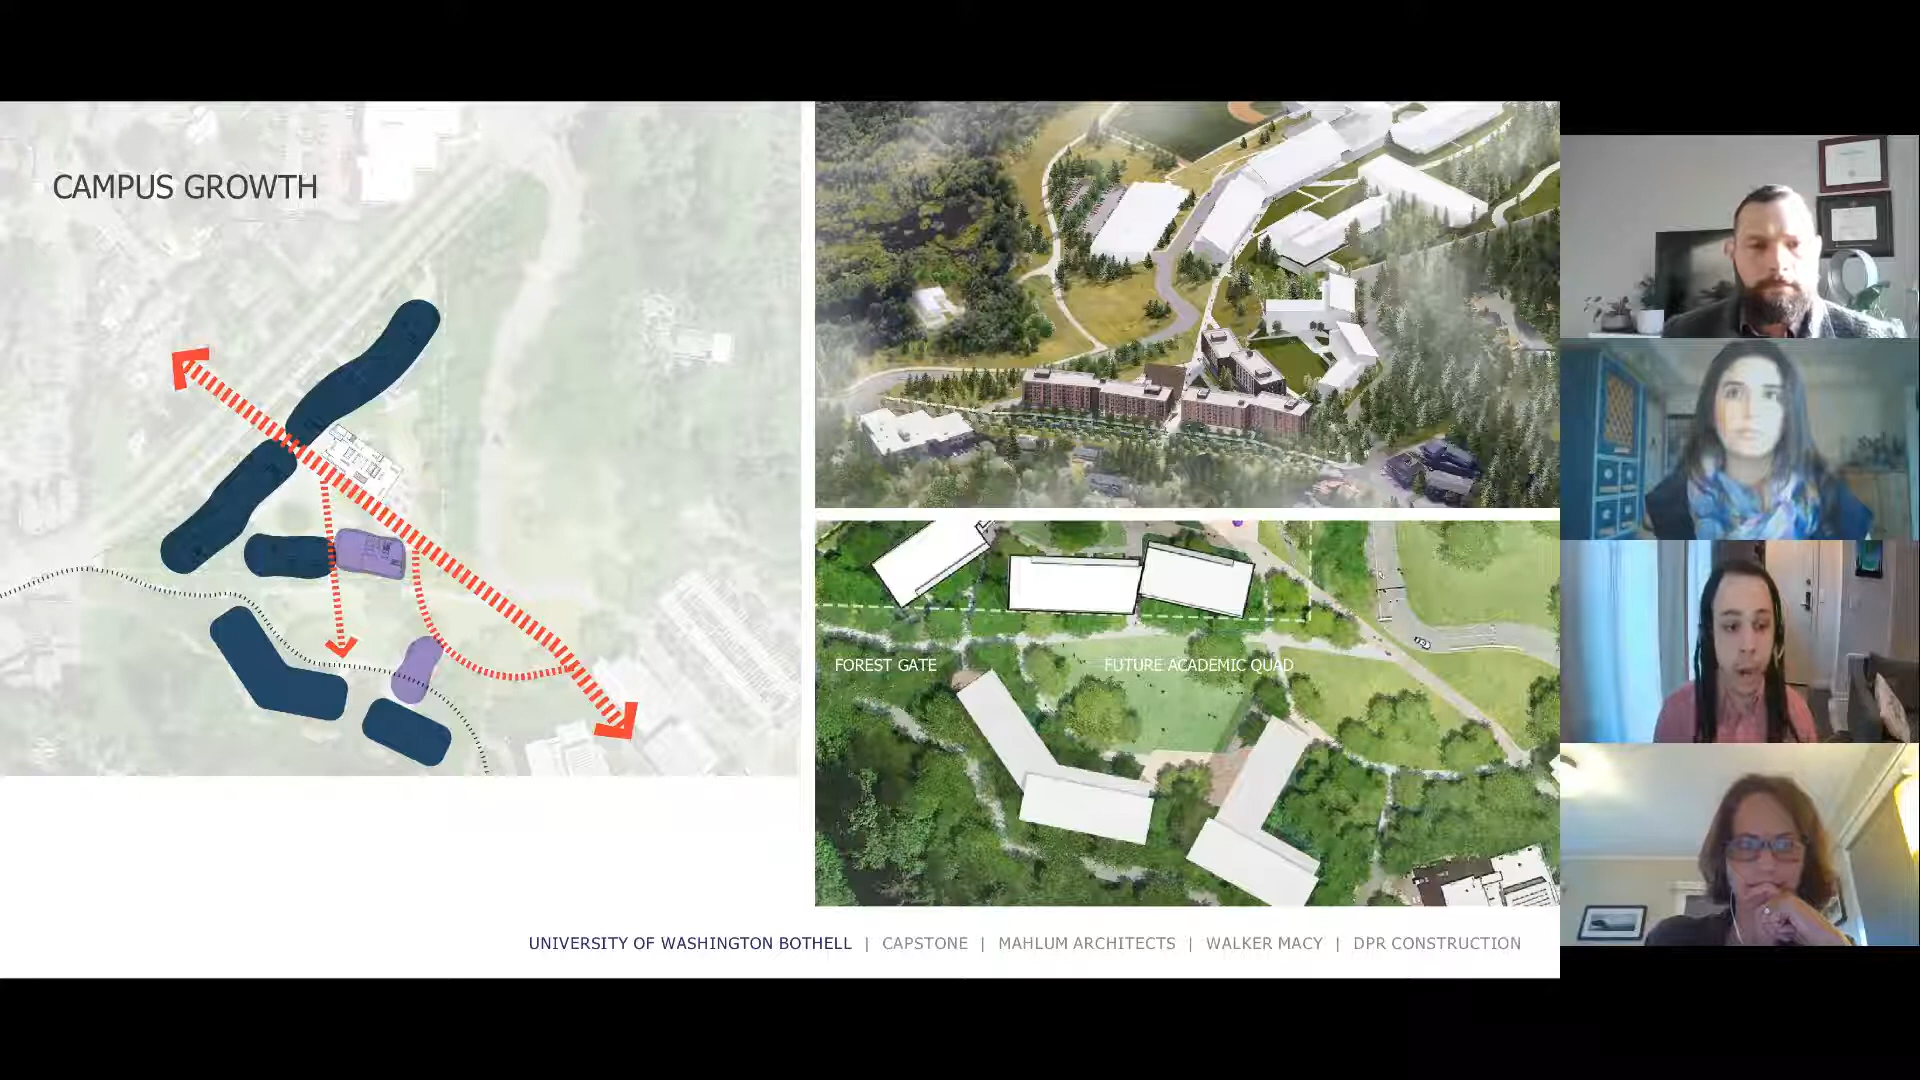 CAMPUS GROWTH
FOREST GATE
FUTURE ACADEMIC QUAD
UNIVERSITY OF WASHINGTON BOTHELL | CAPSTONE | MAHLUM ARCHITECTS | WALKER MACY | DPR CONSTRUCTION